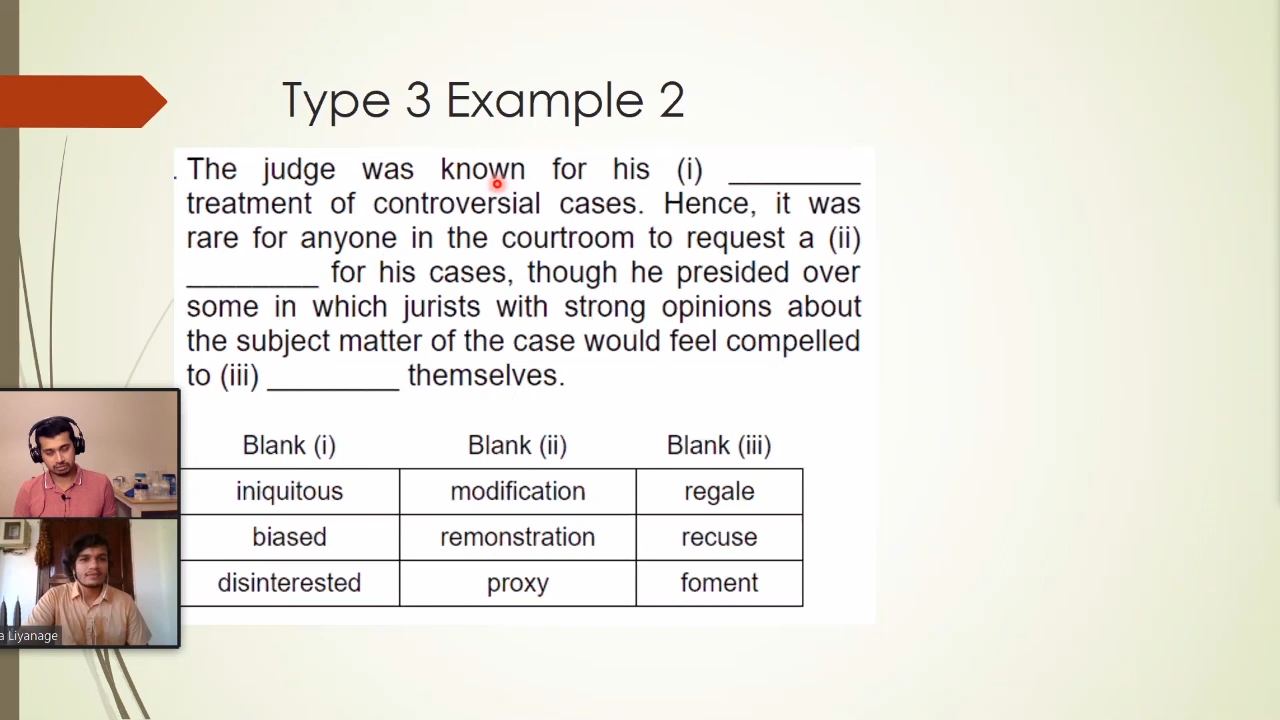 Type 3 Example 2
. The judge was known for his (i) ________
treatment of controversial cases. Hence, it was
rare for anyone in the courtroom to request a (ii)
________ for his cases, though he presided over
some in which jurists with strong opinions about
the subject matter of the case would feel compelled
to (iii) ________ themselves.
Blank (i) Blank (ii) Blank (iii)
iniquitous modification regale
biased remonstration recuse
disinterested proxy foment
a Liyanage